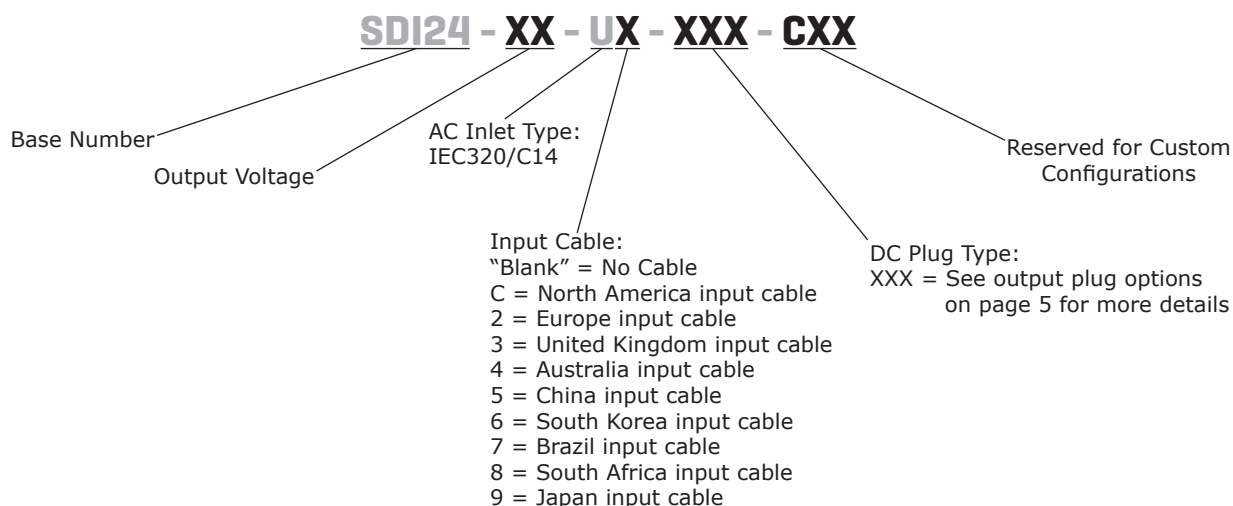 SDI24 - XX - UX - XXX - CXX
Base Number
Output Voltage
AC Inlet Type:
IEC320/C14
Input Cable:
“Blank” = No Cable
C = North America input cable
2 = Europe input cable
3 = United Kingdom input cable
4 = Australia input cable
5 = China input cable
6 = South Korea input cable
7 = Brazil input cable
8 = South Africa input cable
9 = Japan input cable
DC Plug Type:
XXX = See output plug options
on page 5 for more details
Reserved for Custom
Configurations